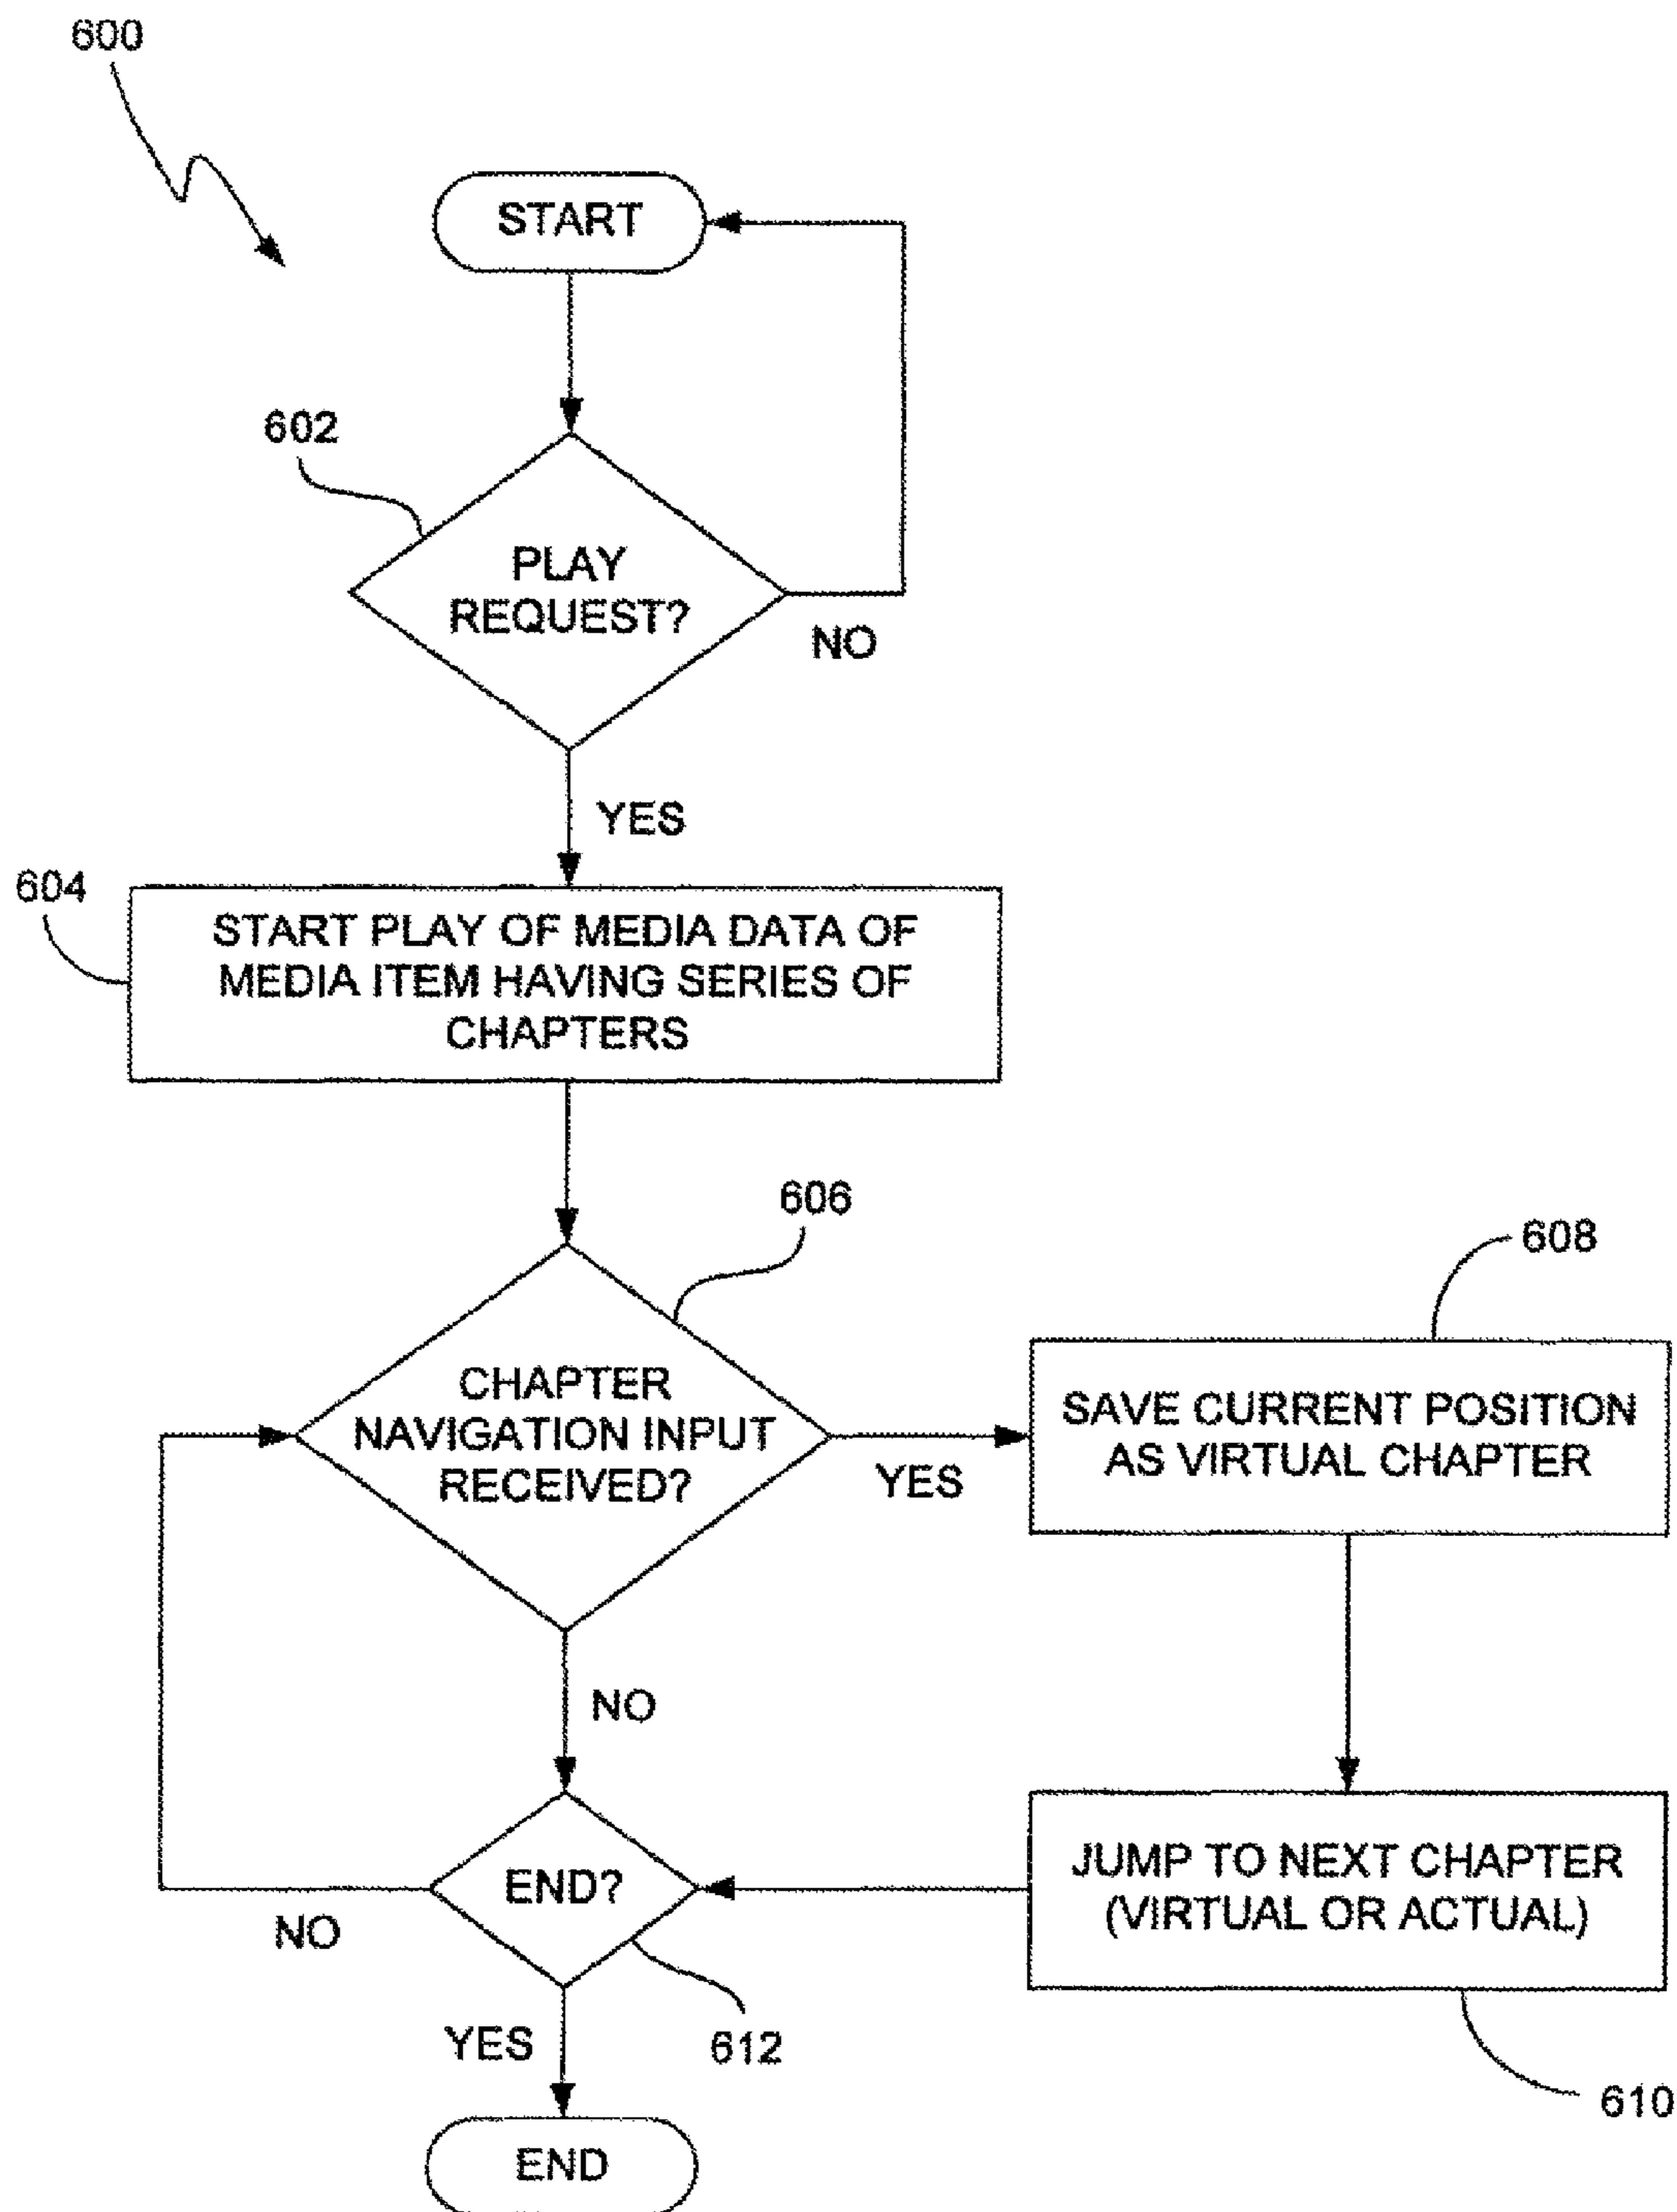 600
START
602
PLAY
REQUEST?
NO
YES
604
START PLAY OF MEDIA DATA OF
MEDIA ITEM HAVING SERIES OF
CHAPTERS
606
608
CHAPTER
NAVIGATION INPUT
RECEIVED?
YES
SAVE CURRENT POSITION
AS VIRTUAL CHAPTER
NO
END?
NO
JUMP TO NEXT CHAPTER
(VIRTUAL OR ACTUAL)
YES
612
610
END